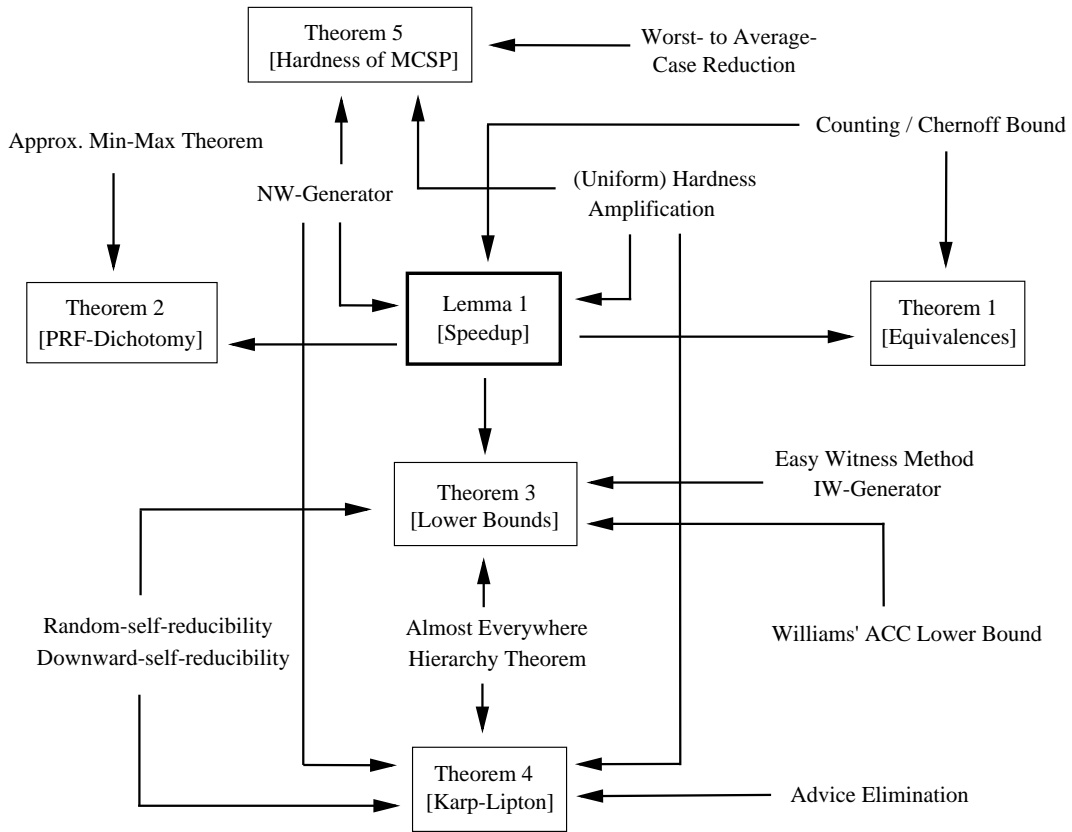 Theorem 5
[Hardness of MCSP]
Worst- to Average-
Case Reduction
Approx. Min-Max Theorem
Counting / Chernoff Bound
NW-Generator
(Uniform) Hardness
Amplification
Theorem 2
[PRF-Dichotomy]
Lemma 1
[Speedup]
Theorem 1
[Equivalences]
Theorem 3
[Lower Bounds]
Easy Witness Method
IW-Generator
Random-self-reducibility
Downward-self-reducibility
Almost Everywhere
Hierarchy Theorem
Williams' ACC Lower Bound
Theorem 4
[Karp-Lipton]
Advice Elimination